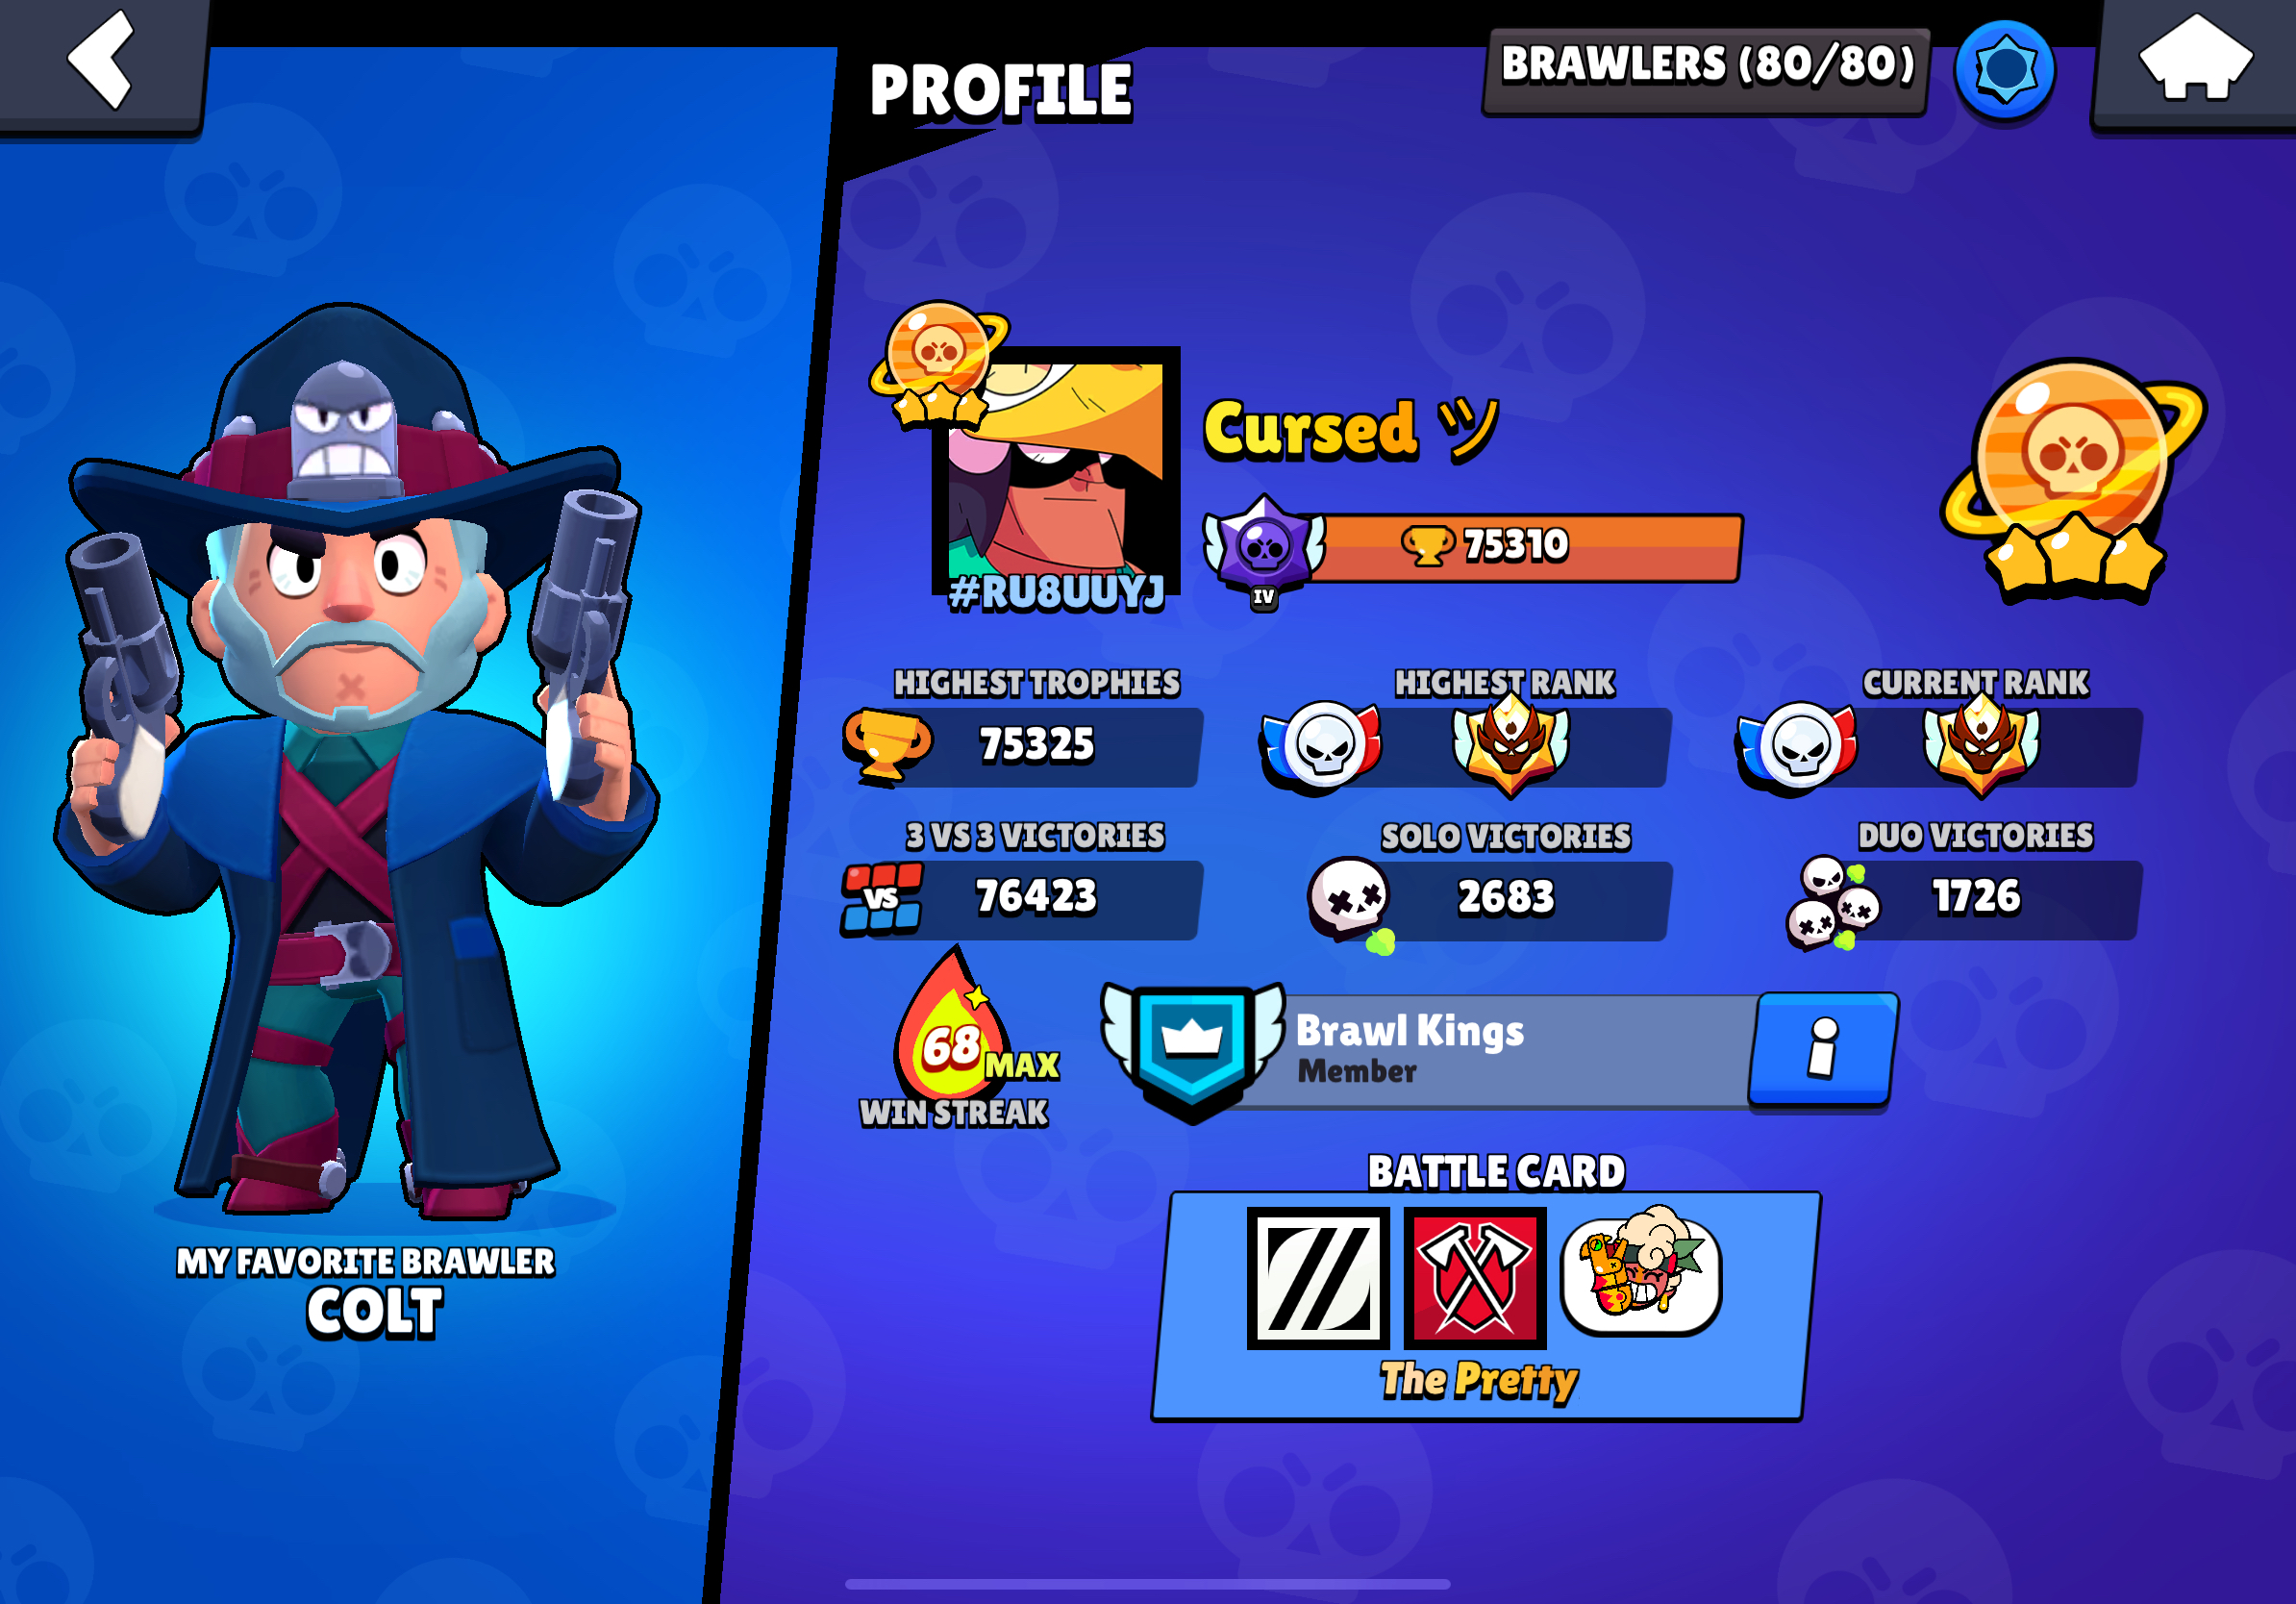 PROFILE
BRAWLERS (80/80)
Cursed ツ
#RU8UUYJ
75310
IV
HIGHEST TROPHIES
75325
HIGHEST RANK
CURRENT RANK
3 VS 3 VICTORIES
VS
76423
SOLO VICTORIES
2683
DUO VICTORIES
1726
68
MAX
WIN STREAK
Brawl Kings
Member
i
BATTLE CARD
The Pretty
MY FAVORITE BRAWLER
COLT